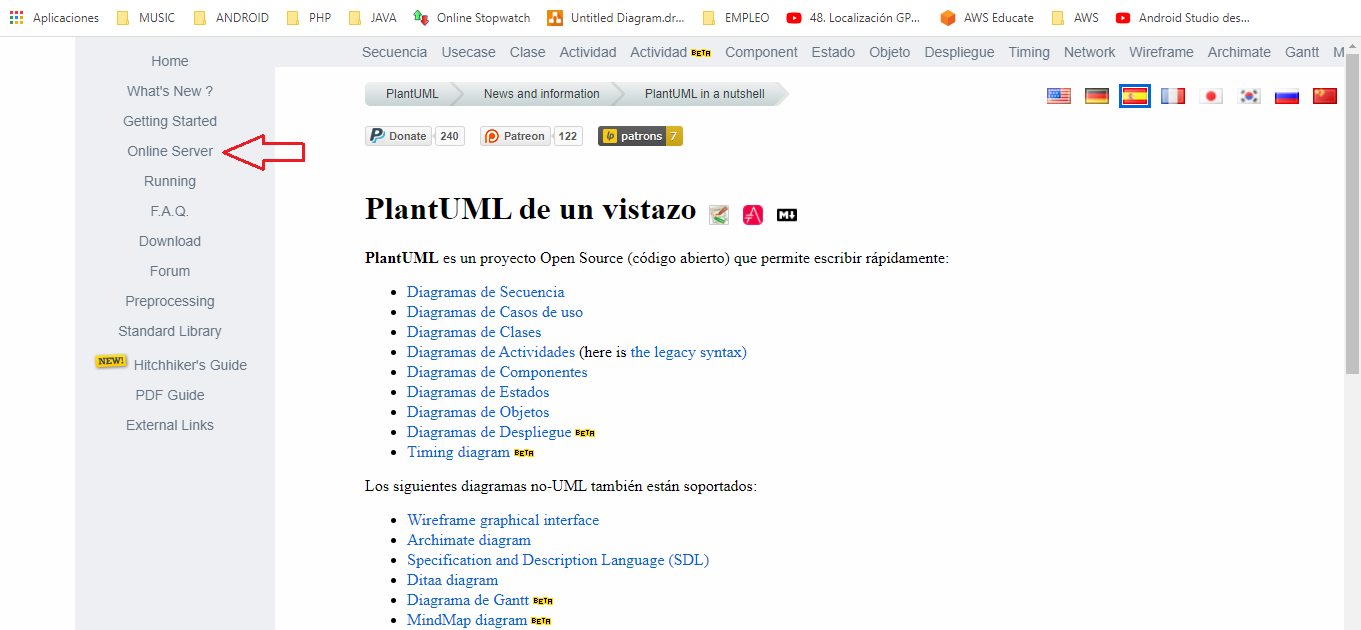 Aplicaciones MUSIC ANDROID PHP JAVA Online Stopwatch Untitled Diagram.dr... EMPLEO 48. Localización GP... AWS Educate AWS Android Studio des...
Secuencia Usecase Clase Actividad Actividad BETA Component Estado Objeto Despliegue Timing Network Wireframe Archimate Gantt M
Home
What's New ?
Getting Started
Online Server
Running
F.A.Q.
Download
Forum
Preprocessing
Standard Library
NEW! Hitchhiker's Guide
PDF Guide
External Links
PlantUML News and information PlantUML in a nutshell
Donate 240 Patreon 122 patrons 7
PlantUML de un vistazo
PlantUML es un proyecto Open Source (código abierto) que permite escribir rápidamente:
Diagramas de Secuencia
Diagramas de Casos de uso
Diagramas de Clases
Diagramas de Actividades (here is the legacy syntax)
Diagramas de Componentes
Diagramas de Estados
Diagramas de Objetos
Diagramas de Despliegue BETA
Timing diagram BETA
Los siguientes diagramas no-UML también están soportados:
Wireframe graphical interface
Archimate diagram
Specification and Description Language (SDL)
Ditaa diagram
Diagrama de Gantt BETA
MindMap diagram BETA